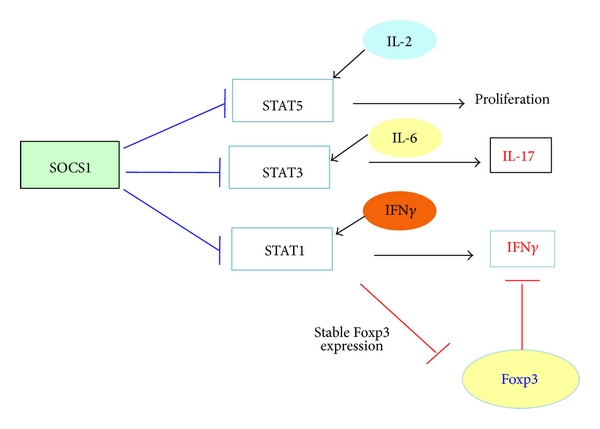 IL-2
STAT5
Proliferation
IL-6
SOCS1
STAT3
IL-17
IFNγ
STAT1
IFNγ
Stable Foxp3
expression
Foxp3